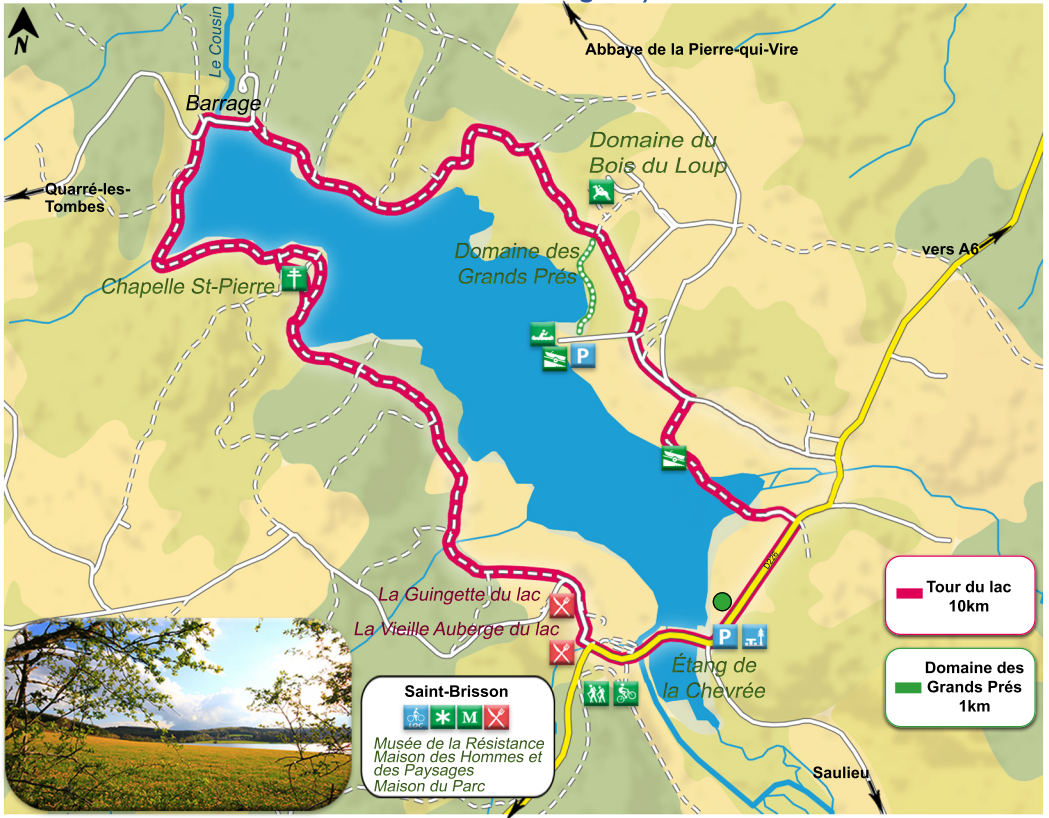 Abbaye de la Pierre-qui-Vire
Le Cousin
N
Barrage
Domaine du
Bois du Loup
Quarré-les-
Tombes
vers A6
Domaine des
Grands Prés
Chapelle St-Pierre
P
D226
Tour du lac
10km
La Guingette du lac
La Vieille Auberge du lac
P
Étang de
la Chevrée
Domaine des
Grands Prés
1km
Saint-Brisson
M
Musée de la Résistance
Maison des Hommes et
des Paysages
Maison du Parc
Saulieu